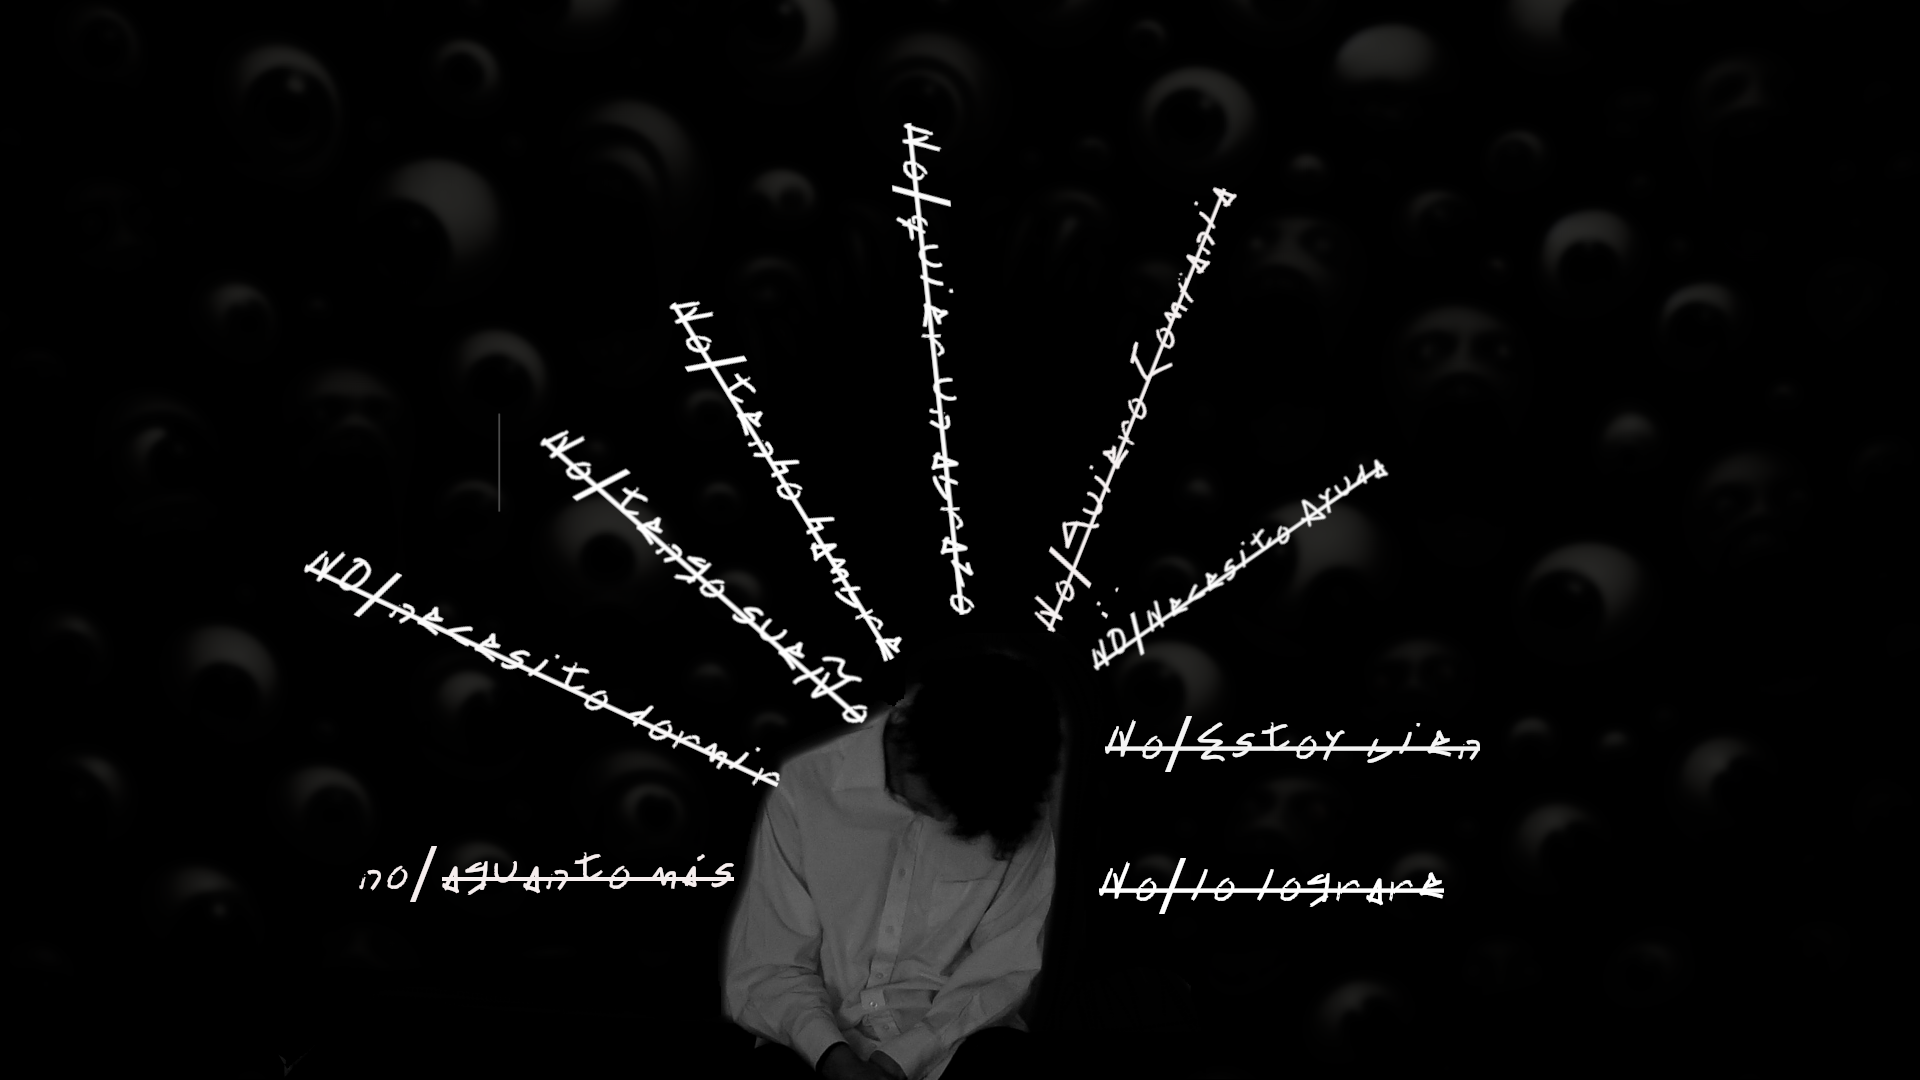 No/necesito dormir
No/tengo sueño
No/tengo hambre
No/quiero un abrazo
No/quiero
No/Necesito Ayuda
No/Estoy bien
no/aguanto más
No/lo lograre